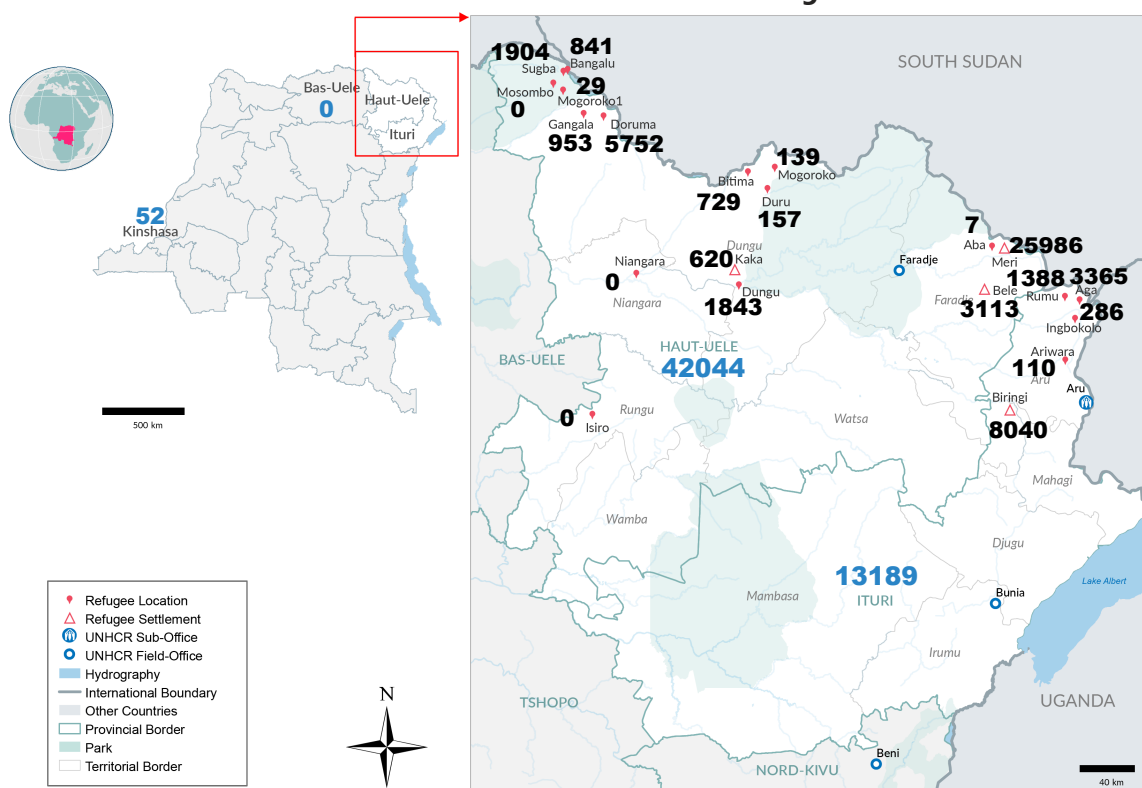 Bas-Uele
0
Haut-Uele
Ituri
52
Kinshasa
500 km
Refugee Location
Refugee Settlement
UNHCR Sub-Office
UNHCR Field-Office
Hydrography
International Boundary
Other Countries
Provincial Border
Park
Territorial Border
N
SOUTH SUDAN
1904
841
Sugba
Bangalu
Mosombo
29
0
Mogoroko1
Gangala
Doruma
953
5752
139
Bitima
Mogoroko
729
Duru
157
7
Aba
25986
Meri
Dungu
620
Kaka
Faradje
Niangara
0
Niangara
Dungu
1843
1388
3365
Rumu
Aga
Faradje
Bele
3113
286
Ingbokolo
HAUT-UELE
42044
BAS-UELE
Ariwara
110
Aru
Aru
Biringi
8040
0
Isiro
Rungu
Watsa
Mahagi
Wamba
Djugu
13189
ITURI
Mambasa
Lake Albert
Bunia
Irumu
TSHOPO
UGANDA
Beni
NORD-KIVU
40 km